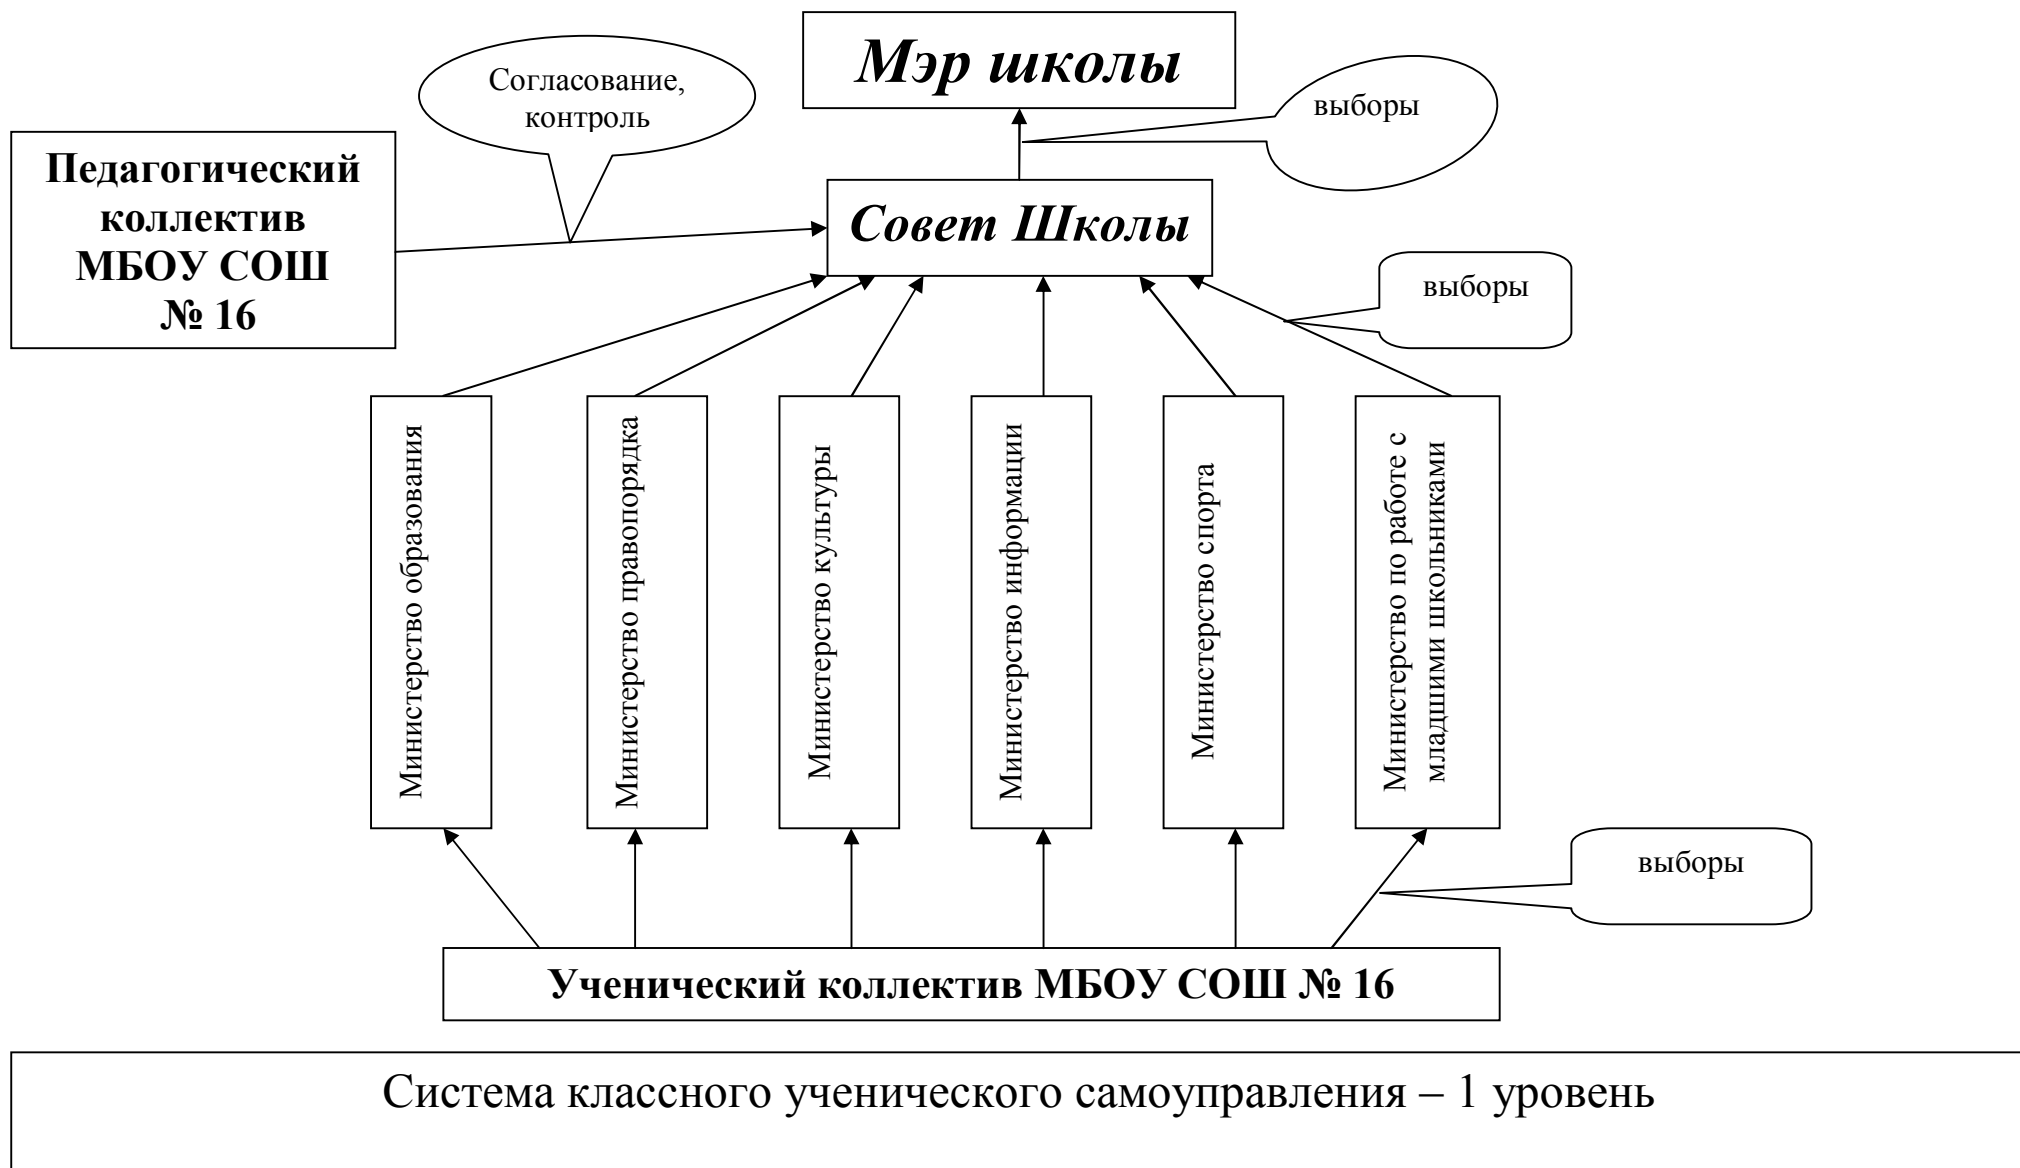 Мэр школы
Согласование,
контроль
выборы
Педагогический
коллектив
МБОУ СОШ
№ 16
Совет Школы
выборы
Министерство образования
Министерство правопорядка
Министерство культуры
Министерство информации
Министерство спорта
Министерство по работе с
младшими школьниками
выборы
Ученический коллектив МБОУ СОШ № 16
Система классного ученического самоуправления – 1 уровень